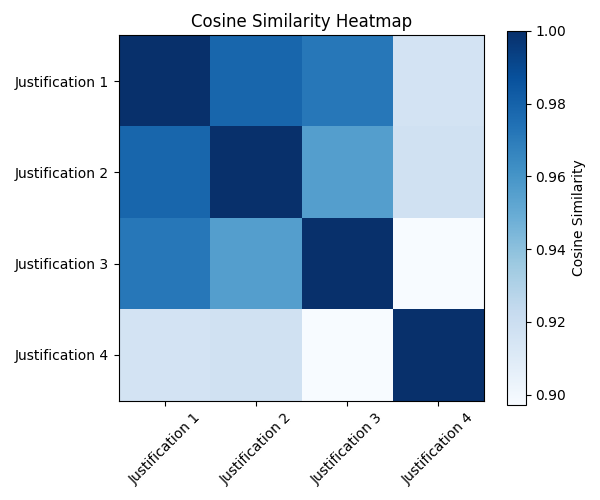 Cosine Similarity Heatmap
Justification 1
Justification 2
Justification 3
Justification 4
Justification 1
Justification 2
Justification 3
Justification 4
1.00
0.98
0.96
0.94
0.92
0.90
Cosine Similarity